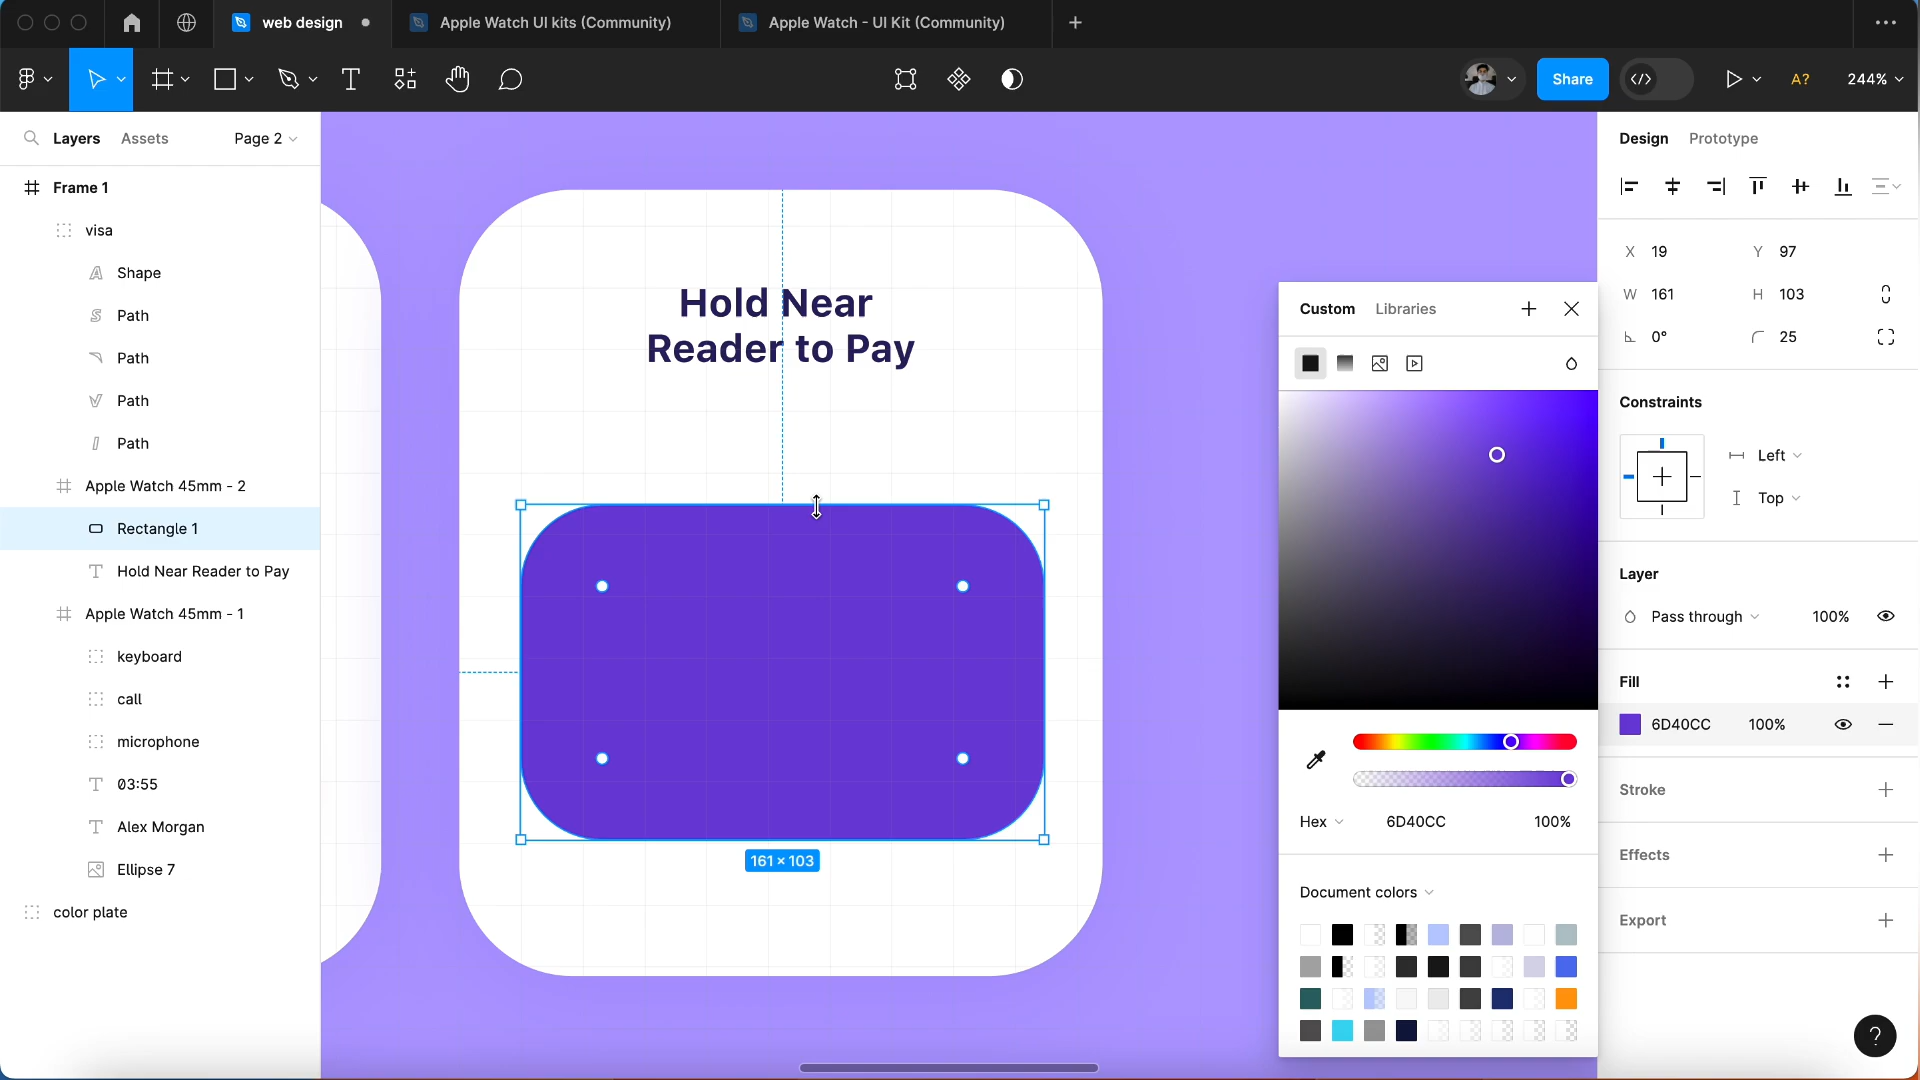 web design
Apple Watch UI kits (Community)
Apple Watch - UI Kit (Community)
Share
A?
244%
Layers
Assets
Page 2
Frame 1
visa
Shape
Path
Path
Path
Path
Apple Watch 45mm - 2
Rectangle 1
Hold Near Reader to Pay
Apple Watch 45mm - 1
keyboard
call
microphone
03:55
Alex Morgan
Ellipse 7
color plate
Hold Near
Reader to Pay
161 × 103
Custom
Libraries
Hex
6D40CC
100%
Document colors
Design
Prototype
X 19
Y 97
W 161
H 103
0°
25
Constraints
Left
Top
Layer
Pass through
100%
Fill
6D40CC
100%
Stroke
Effects
Export
?